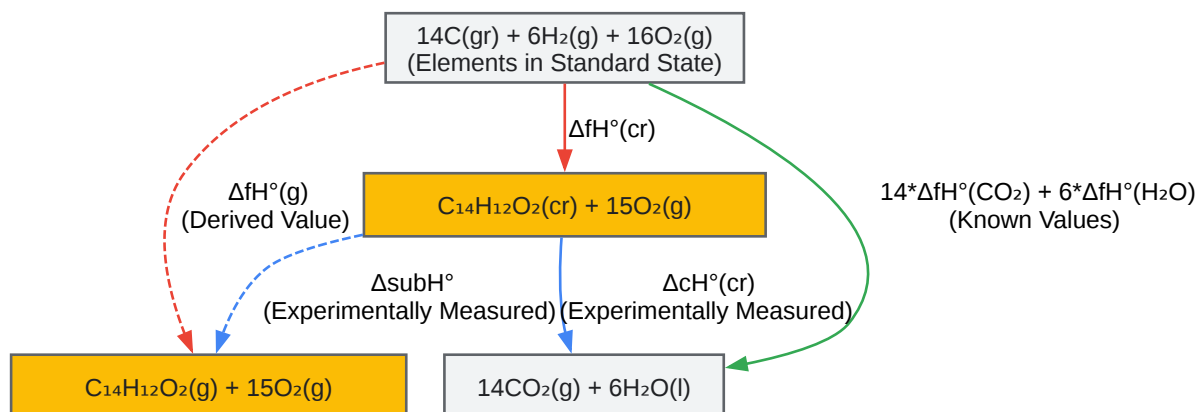 14C(gr) + 6H₂(g) + 16O₂(g)
(Elements in Standard State)
ΔfH°(cr)
ΔfH°(g)
(Derived Value)
14*ΔfH°(CO₂) + 6*ΔfH°(H₂O)
(Known Values)
C₁₄H₁₂O₂(cr) + 15O₂(g)
ΔsubH°
(Experimentally Measured)
ΔcH°(cr)
(Experimentally Measured)
C₁₄H₁₂O₂(g) + 15O₂(g)
14CO₂(g) + 6H₂O(l)